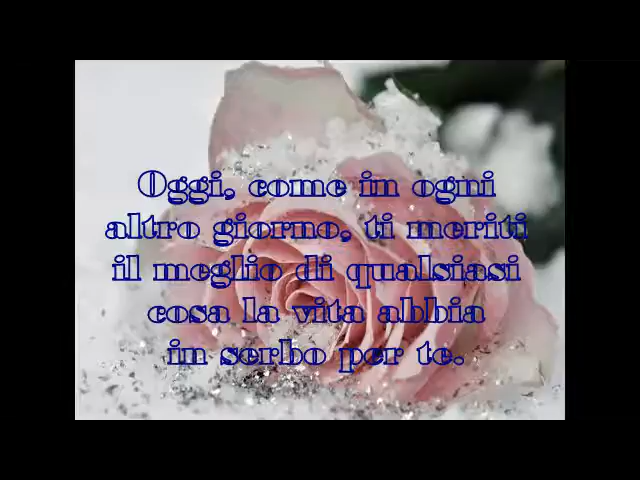 Oggi, come in ogni
altro giorno, ti meriti
il meglio di qualsiasi
cosa la vita abbia
in serbo per te.